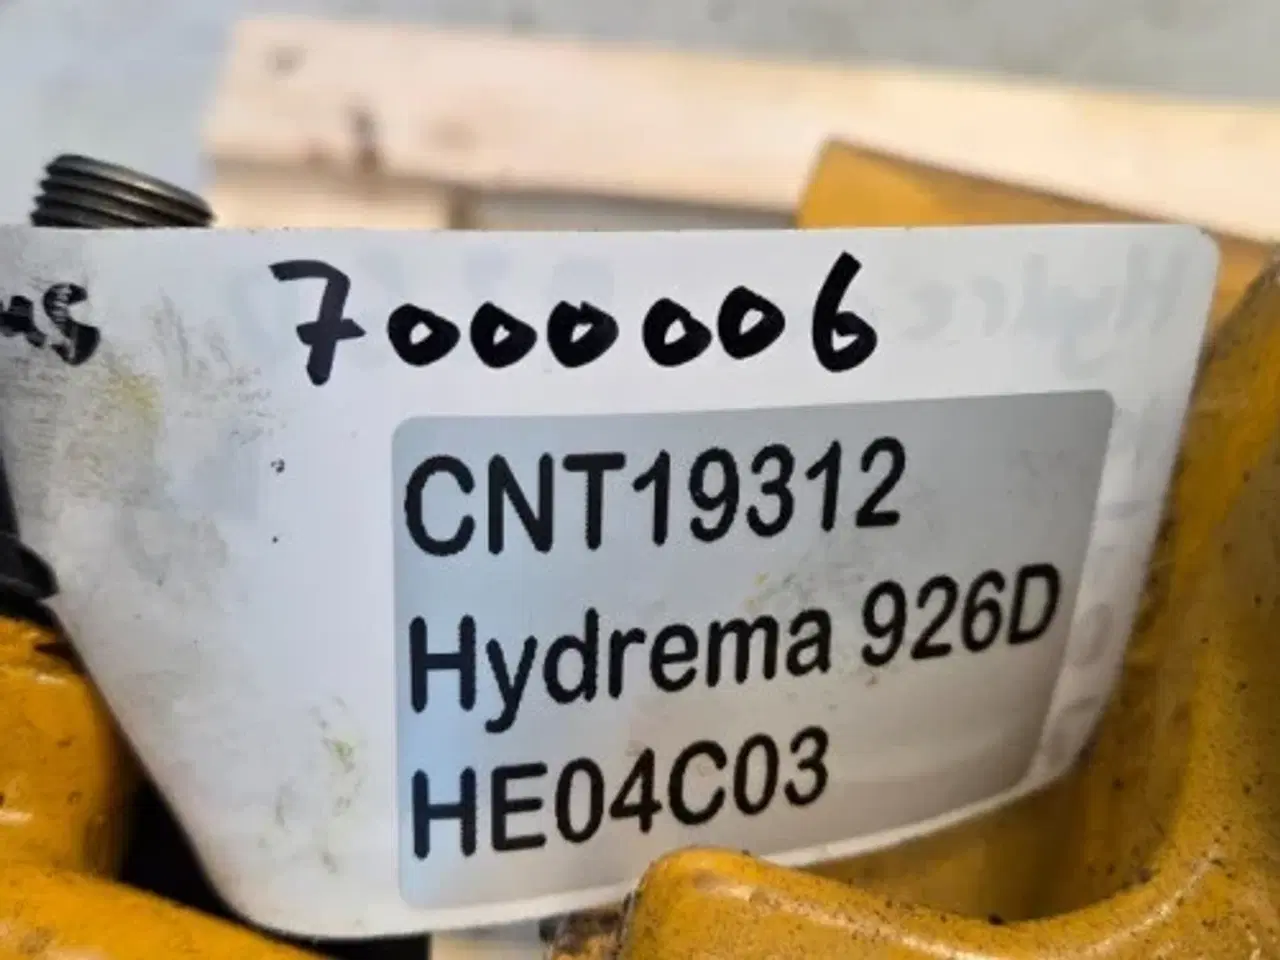 7000006
CNT19312
Hydrema 926D
HE04C03